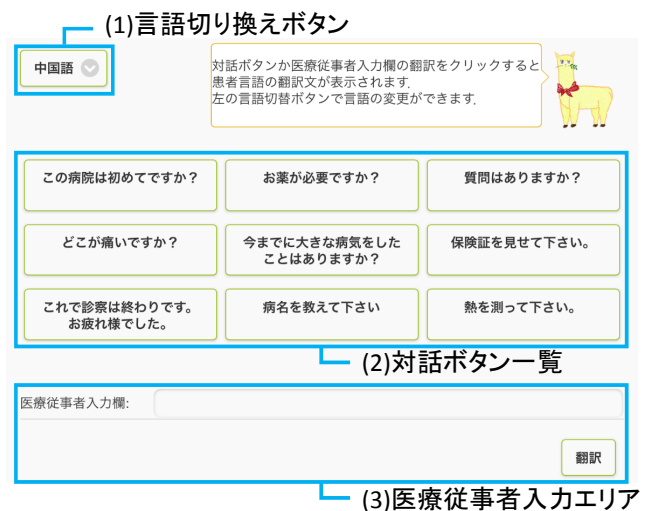 (1)言語切り換えボタン
中国語
対話ボタンか医療従事者入力欄の翻訳をクリックすると
患者言語の翻訳文が表示されます.
左の言語切替ボタンで言語の変更ができます.
この病院は初めてですか？
お薬が必要ですか？
質問はありますか？
どこが痛いですか？
今までに大きな病気をした
ことはありますか？
保険証を見せて下さい。
これで診察は終わりです。
お疲れ様でした。
病名を教えて下さい
熱を測って下さい。
(2)対話ボタン一覧
医療従事者入力欄:
翻訳
(3)医療従事者入力エリア